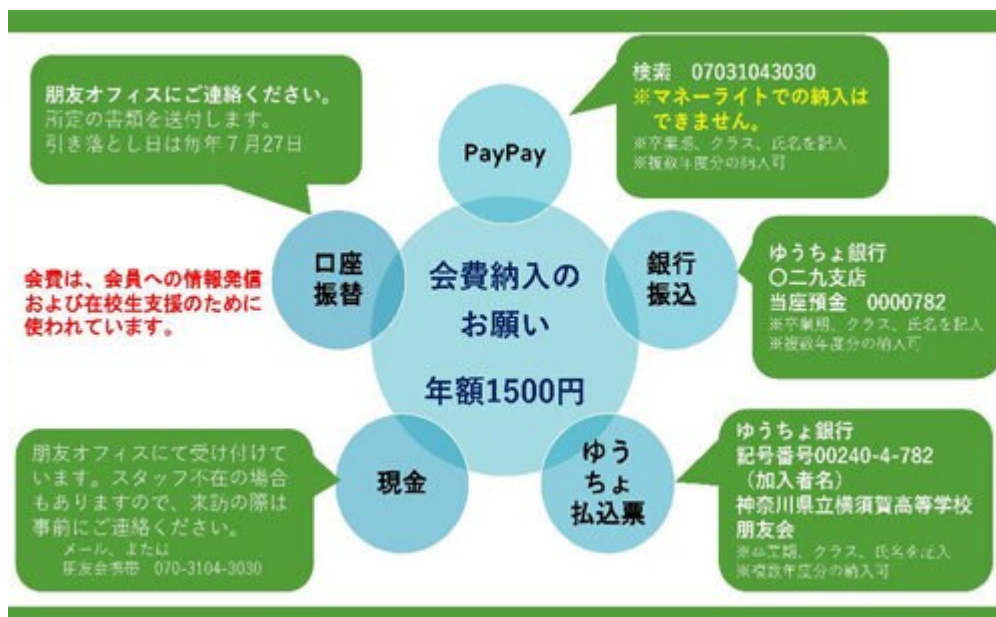 朋友オフィスにご連絡ください。
所定の書類を送付します。
引き落とし日は毎年７月27日
検索　07031043030
※マネーライトでの納入は
できません。
※卒業期、クラス、氏名を記入
※複数年度分の納入可
PayPay
口座
振替
会費納入の
お願い
年額1500円
銀行
振込
会費は、会員への情報発信
および在校生支援のために
使われています。
ゆうちょ銀行
〇二九支店
当座預金　0000782
※卒業期、クラス、氏名を記入
※複数年度分の納入可
朋友オフィスにて受け付けて
います。スタッフ不在の場合
もありますので、来訪の際は
事前にご連絡ください。
メール、または
朋友会携帯　070-3104-3030
現金
ゆう
ちょ
払込票
ゆうちょ銀行
記号番号00240-4-782
（加入者名）
神奈川県立横須賀高等学校
朋友会
※卒業期、クラス、氏名を記入
※複数年度分の納入可